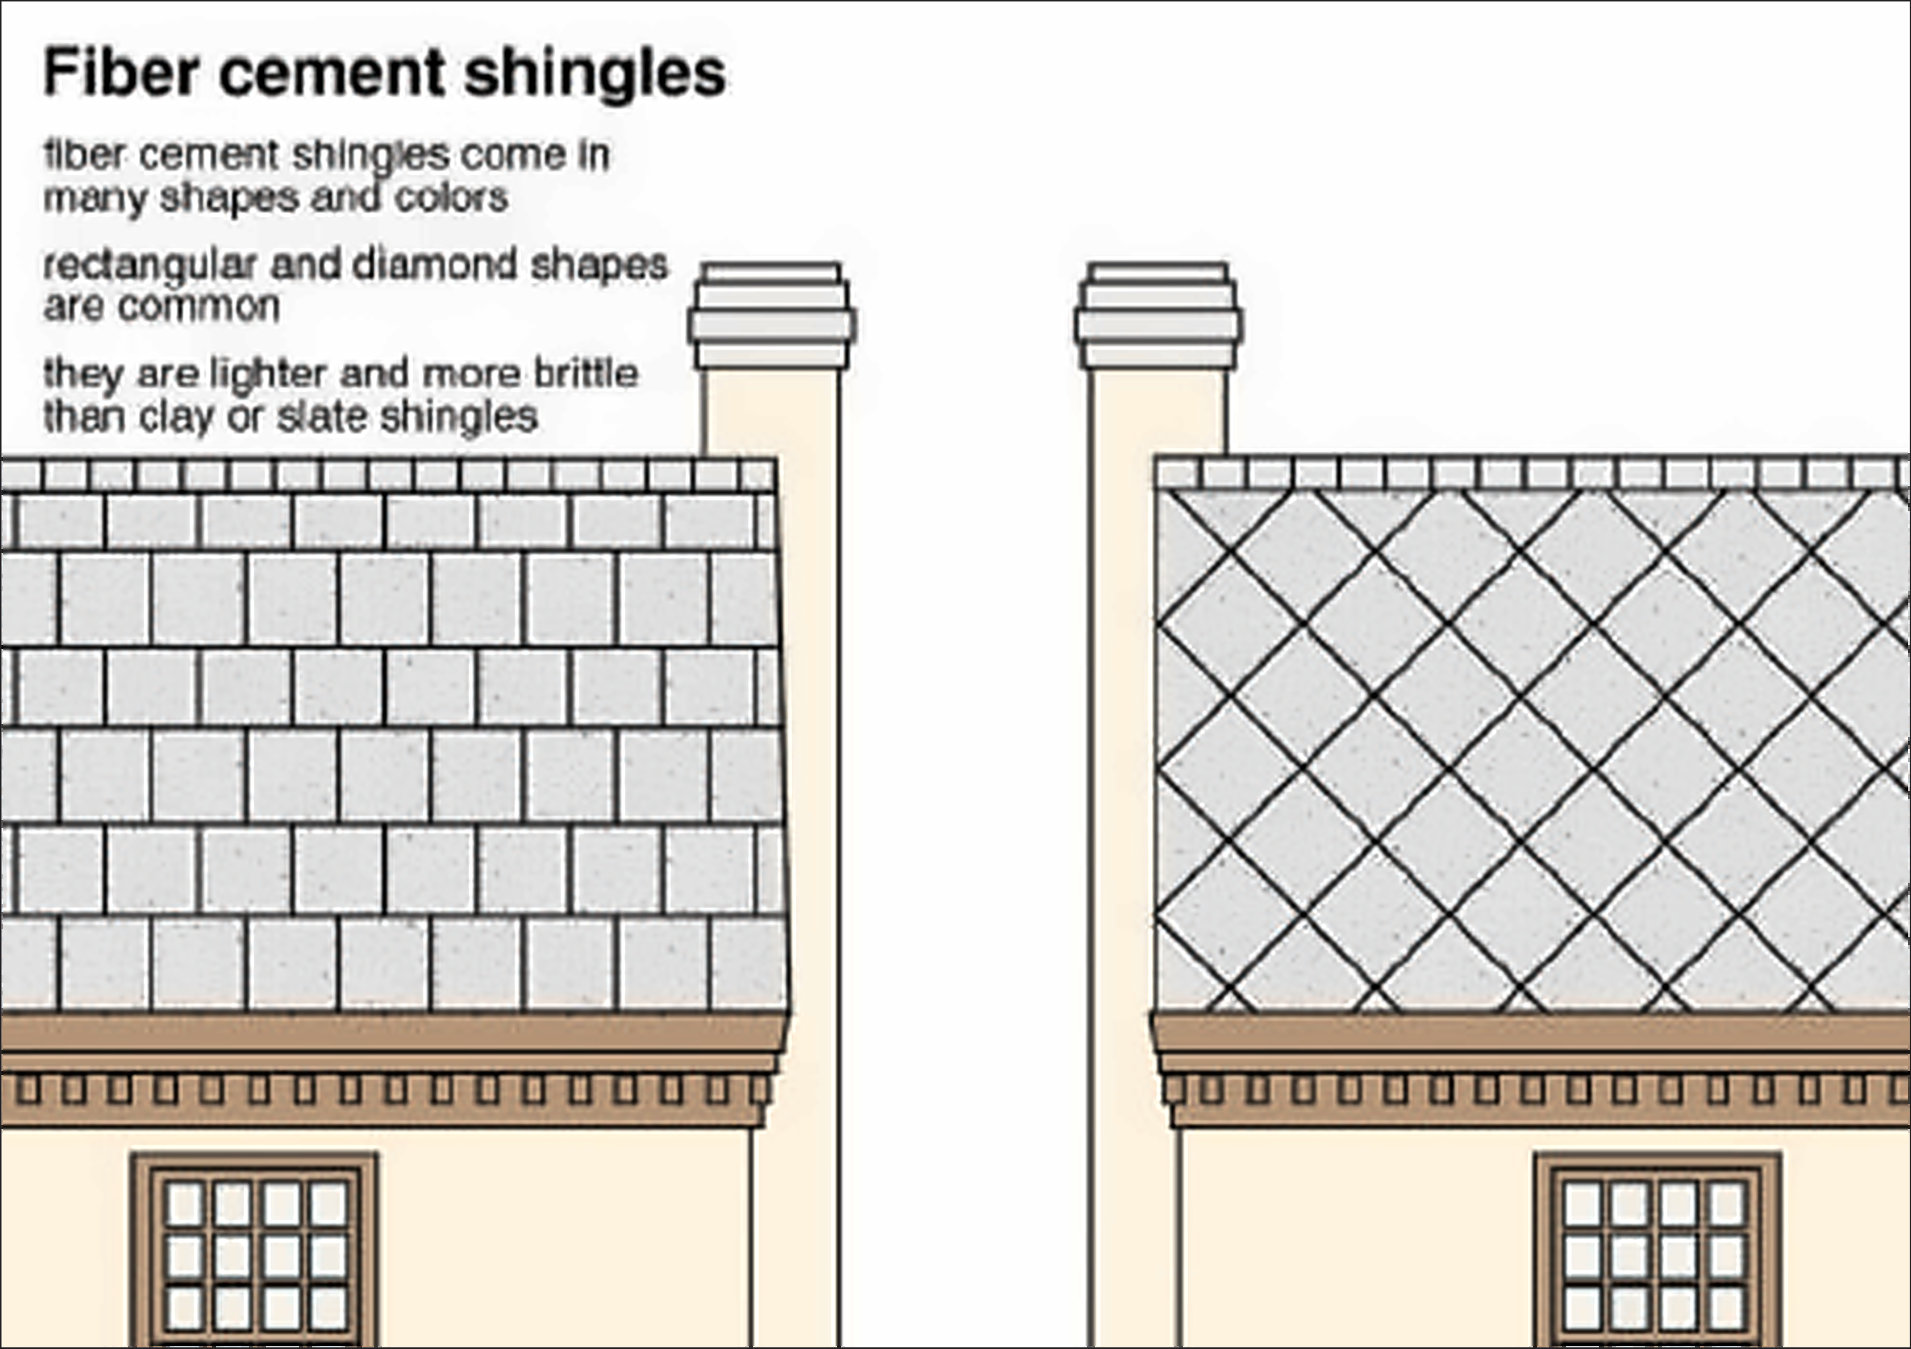 Fiber cement shingles
fiber cement shingles come in
many shapes and colors
rectangular and diamond shapes
are common
they are lighter and more brittle
than clay or slate shingles